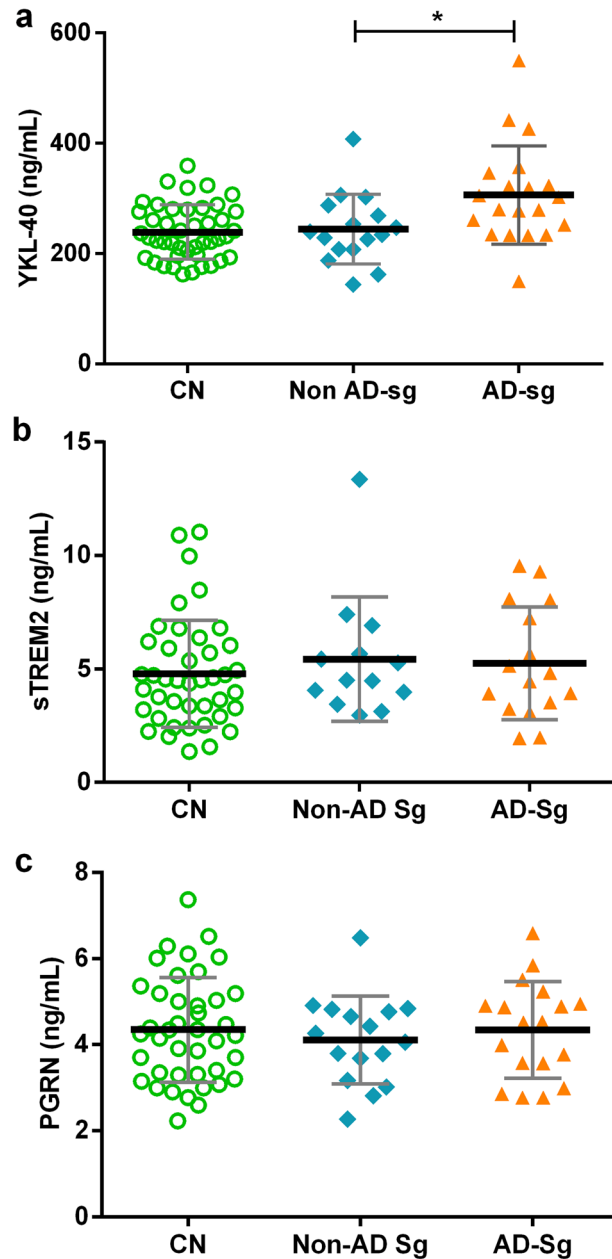 a
*
YKL-40 (ng/mL)
600
400
200
0
CN Non AD-sg AD-sg
b
sTREM2 (ng/mL)
15
10
5
0
CN Non-AD Sg AD-Sg
c
PGRN (ng/mL)
8
6
4
2
0
CN Non-AD Sg AD-Sg